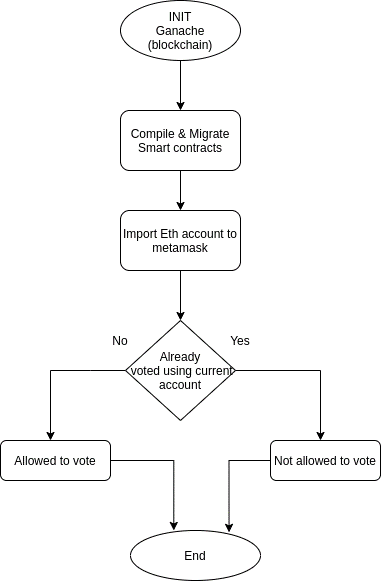 INIT
Ganache
(blockchain)
Compile & Migrate
Smart contracts
Import Eth account to
metamask
No
Yes
Already
voted using current
account
Allowed to vote
Not allowed to vote
End